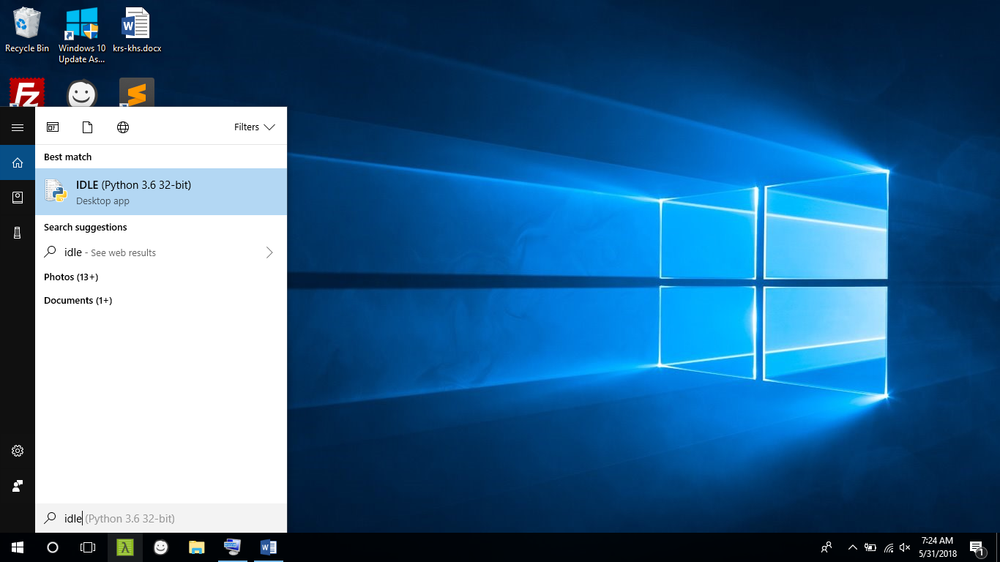 Recycle Bin
Windows 10
Update As...
krs-khs.docx
Fz
Filters
Best match
IDLE (Python 3.6 32-bit)
Desktop app
Search suggestions
idle - See web results
Photos (13+)
Documents (1+)
idle (Python 3.6 32-bit)
7:24 AM
5/31/2018
1